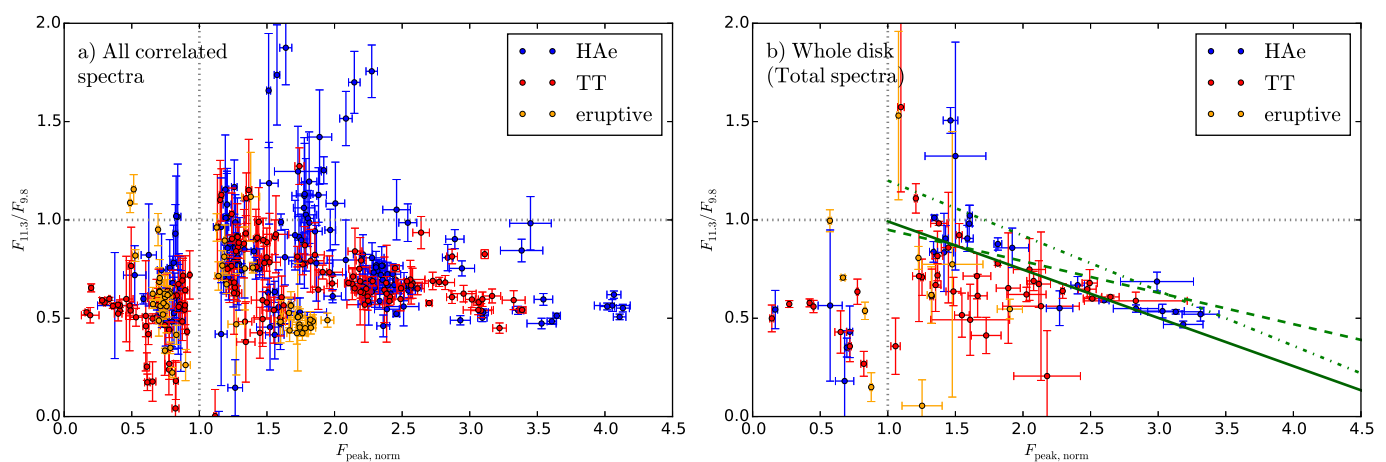 a) All correlated
spectra
HAe
TT
eruptive
2.0
1.5
1.0
0.5
0.0
F11.3/F9.8
0.0 0.5 1.0 1.5 2.0 2.5 3.0 3.5 4.0 4.5
Fpeak, norm
b) Whole disk
(Total spectra)
HAe
TT
eruptive
2.0
1.5
1.0
0.5
0.0
F11.3/F9.8
0.0 0.5 1.0 1.5 2.0 2.5 3.0 3.5 4.0 4.5
Fpeak, norm